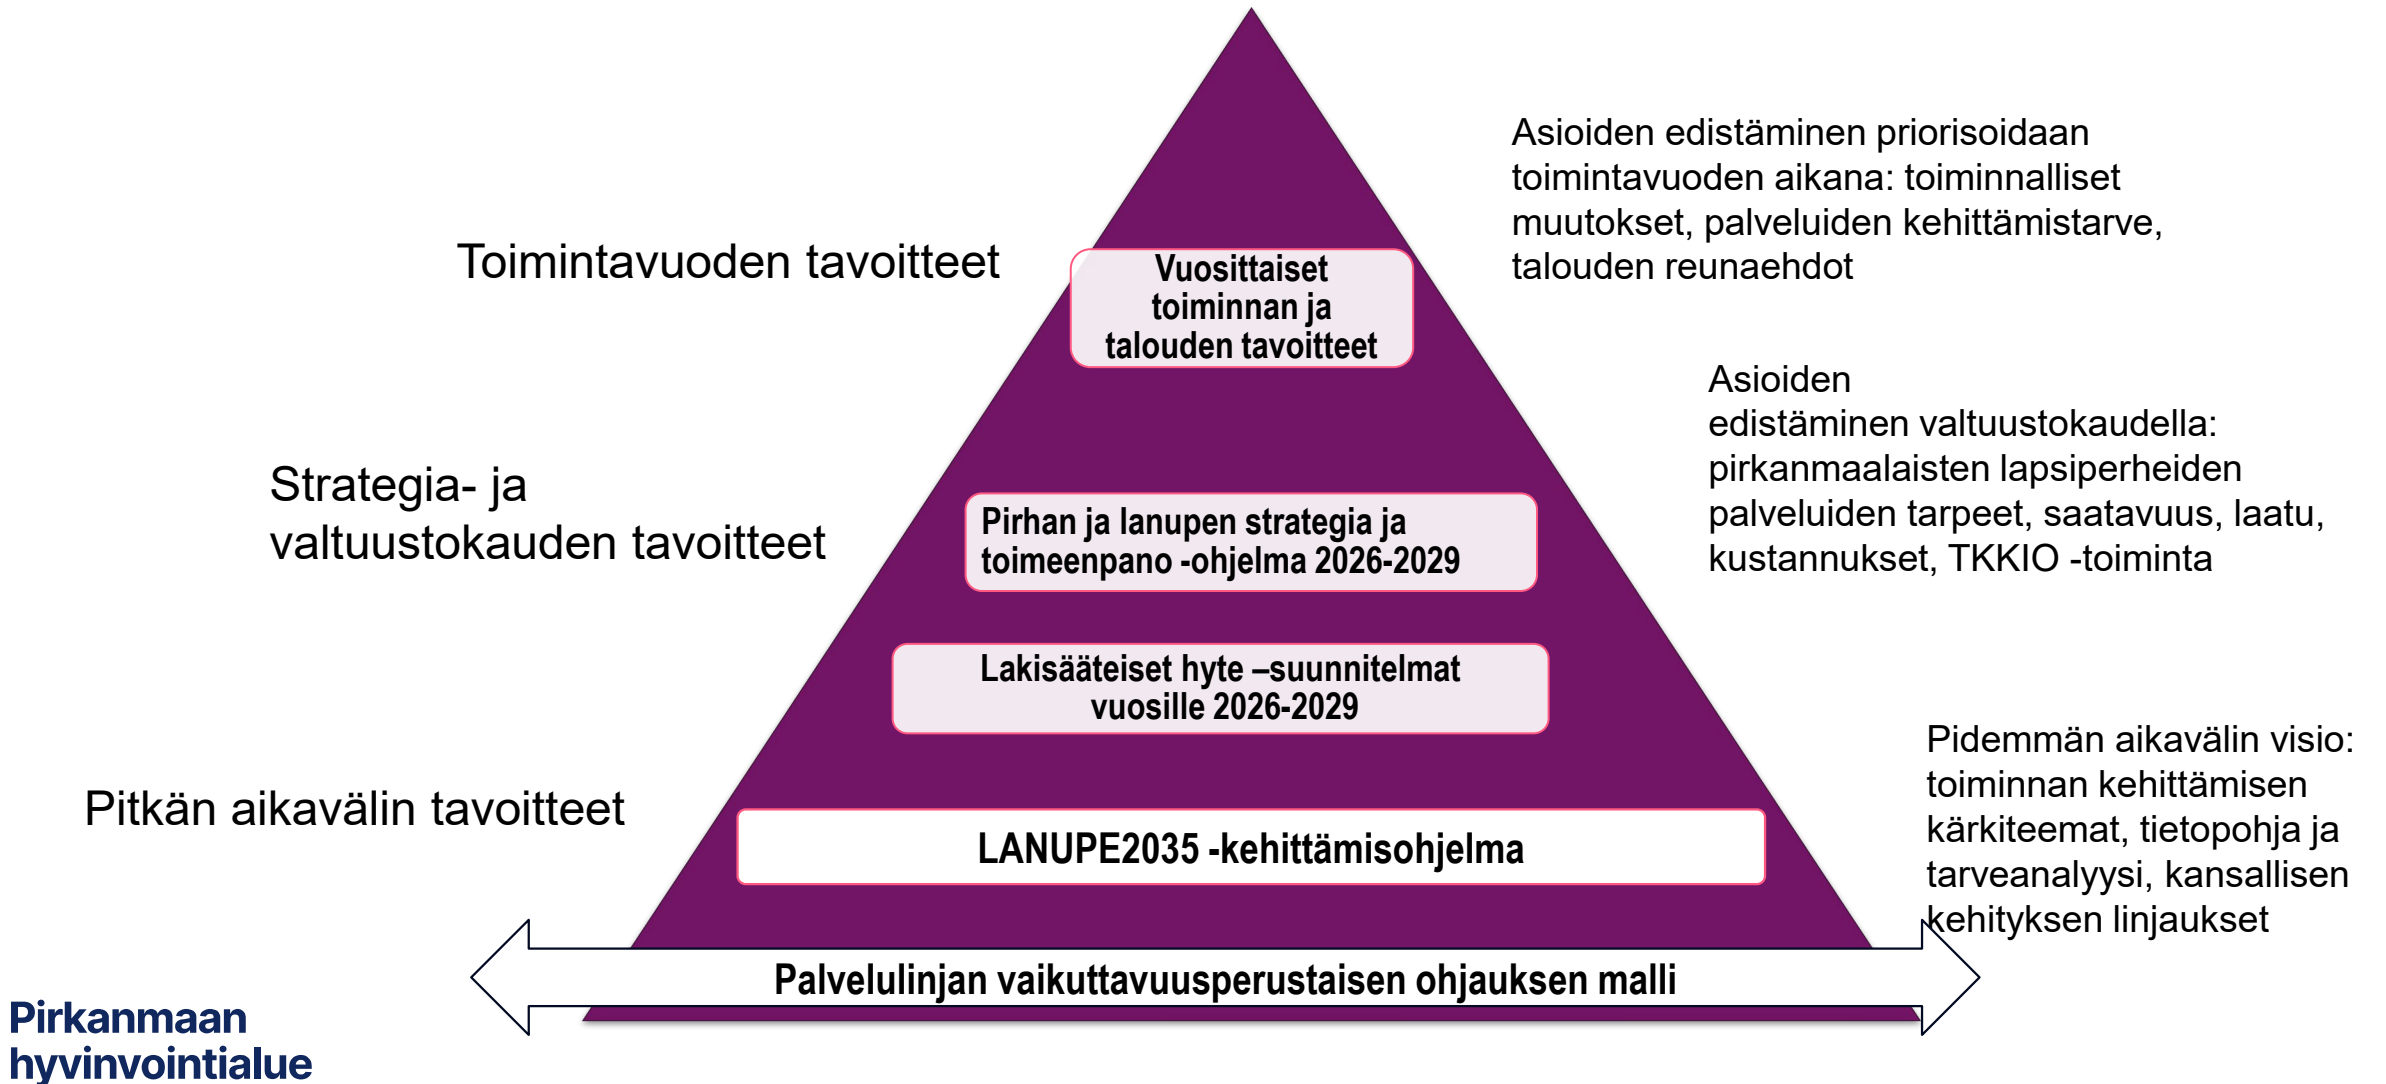 Asioiden edistäminen priorisoidaan
toimintavuoden aikana: toiminnalliset
muutokset, palveluiden kehittämistarve,
talouden reunaehdot
Toimintavuoden tavoitteet
Vuosittaiset
toiminnan ja
talouden tavoitteet
Asioiden
edistäminen valtuustokaudella:
pirkanmaalaisten lapsiperheiden
palveluiden tarpeet, saatavuus, laatu,
kustannukset, TKKIO -toiminta
Strategia- ja
valtuustokauden tavoitteet
Pirhan ja lanupen strategia ja
toimeenpano -ohjelma 2026-2029
Lakisääteiset hyte –suunnitelmat
vuosille 2026-2029
Pidemmän aikavälin visio:
toiminnan kehittämisen
kärkiteemat, tietopohja ja
tarveanalyysi, kansallisen
kehityksen linjaukset
Pitkän aikavälin tavoitteet
LANUPE2035 -kehittämisohjelma
Palvelulinjan vaikuttavuusperustaisen ohjauksen malli
Pirkanmaan
hyvinvointialue